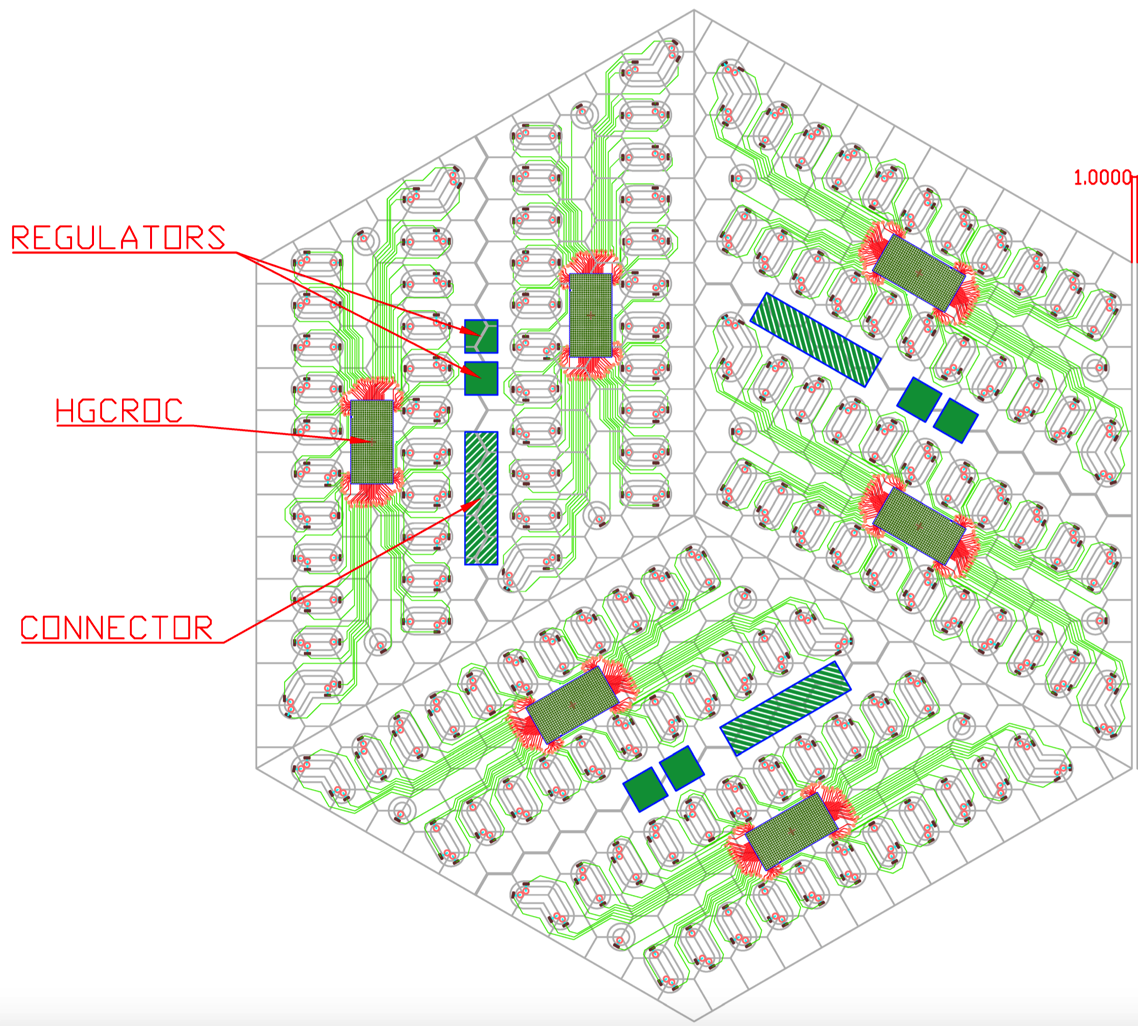 1.0000
REGULATORS
HGCROC
CONNECTOR